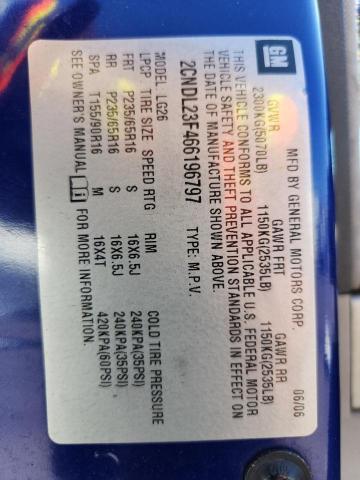 GM
MFD BY GENERAL MOTORS CORP. 06/06
GVWR GAWR FRT GAWR RR
2300KG(5070LB) 1150KG(2535LB) 1150KG(2535LB)
THIS VEHICLE CONFORMS TO ALL APPLICABLE U.S. FEDERAL MOTOR
VEHICLE SAFETY AND THEFT PREVENTION STANDARDS IN EFFECT ON
THE DATE OF MANUFACTURE SHOWN ABOVE.
2CNDL23F466196797 TYPE: M.P.V.
MODEL: LG26
LPCP TIRE SIZE SPEED RTG RIM COLD TIRE PRESSURE
FRT P235/65R16 S 16X6.5J 240KPA(35PSI)
RR P235/65R16 S 16X6.5J 240KPA(35PSI)
SPA T155/90R16 M 16X4T 420KPA(60PSI)
SEE OWNER'S MANUAL FOR MORE INFORMATION.